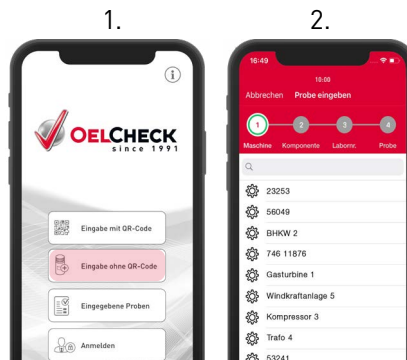 1.
OELCHECK
since 1991
Eingabe mit QR-Code
Eingabe ohne QR-Code
Eingegebene Proben
Anmelden
2.
16:49
10:00
Abbrechen Probe eingeben
1 2 3 4
Maschine Komponente Labornr. Probe
23253
56049
BHKW 2
746 11876
Gasturbine 1
Windkraftanlage 5
Kompressor 3
Trafo 4
53241